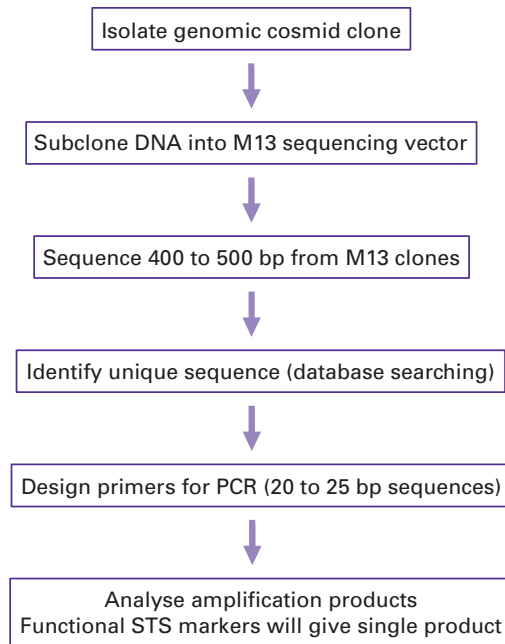 Isolate genomic cosmid clone
Subclone DNA into M13 sequencing vector
Sequence 400 to 500 bp from M13 clones
Identify unique sequence (database searching)
Design primers for PCR (20 to 25 bp sequences)
Analyse amplification products
Functional STS markers will give single product